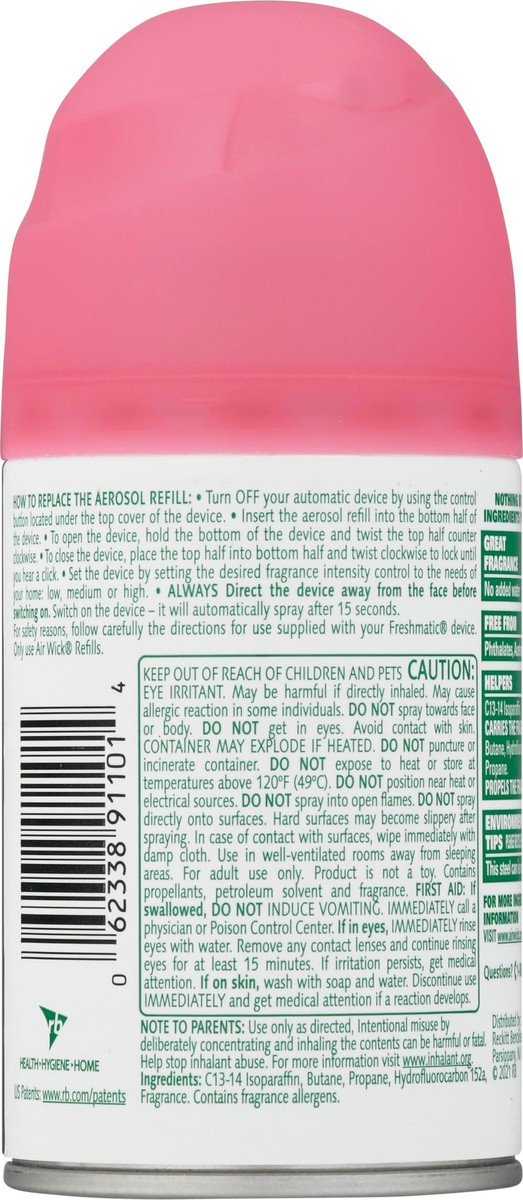 HOW TO REPLACE THE AEROSOL REFILL: • Turn OFF your automatic device by using the control
button located under the top cover of the device. • Insert the aerosol refill into the bottom half of
the device. • To open the device, hold the bottom of the device and twist the top half counter
clockwise. • To close the device, place the top half into bottom half and twist clockwise to lock until
you hear a click. • Set the device by setting the desired fragrance intensity control to the needs of
your home: low, medium or high. • ALWAYS Direct the device away from the face before
switching on. Switch on the device – it will automatically spray after 15 seconds.
For safety reasons, follow carefully the directions for use supplied with your Freshmatic® device.
Only use Air Wick® Refills.
KEEP OUT OF REACH OF CHILDREN AND PETS CAUTION:
EYE IRRITANT. May be harmful if directly inhaled. May cause
allergic reaction in some individuals. DO NOT spray towards face
or body. DO NOT get in eyes. Avoid contact with skin.
CONTAINER MAY EXPLODE IF HEATED. DO NOT puncture or
incinerate container. DO NOT expose to heat or store at
temperatures above 120ºF (49ºC). DO NOT position near heat or
electrical sources. DO NOT spray into open flames. DO NOT spray
directly onto surfaces. Hard surfaces may become slippery after
spraying. In case of contact with surfaces, wipe immediately with
damp cloth. Use in well-ventilated rooms away from sleeping
areas. For adult use only. Product is not a toy. Contains
propellants, petroleum solvent and fragrance. FIRST AID: If
swallowed, DO NOT INDUCE VOMITING. IMMEDIATELY call a
physician or Poison Control Center. If in eyes, IMMEDIATELY rinse
eyes with water. Remove any contact lenses and continue rinsing
eyes for at least 15 minutes. If irritation persists, get medical
attention. If on skin, wash with soap and water. Discontinue use
IMMEDIATELY and get medical attention if a reaction develops.
NOTE TO PARENTS: Use only as directed, Intentional misuse by
deliberately concentrating and inhaling the contents can be harmful or fatal.
Help stop inhalant abuse. For more information visit www.inhalant.org.
Ingredients: C13-14 Isoparaffin, Butane, Propane, Hydrofluorocarbon 152a,
Fragrance. Contains fragrance allergens.
0 62338 91101 4
rb
HEALTH•HYGIENE•HOME
US Patents: www.rb.com/patents
NOTHING
INGREDIENT
GREAT
FRAGRANCE
No added
FREE FROM
Phthalates,
HELPERS
C13-14 Isoparaffin
CARRIES THE
Butane,
Propane.
PROPELS THE
TIPS
This steel can
FOR MORE
INFORMATION
VISIT
Questions?
Distributed by
Reckitt
Parsippany,
© 2021 RB